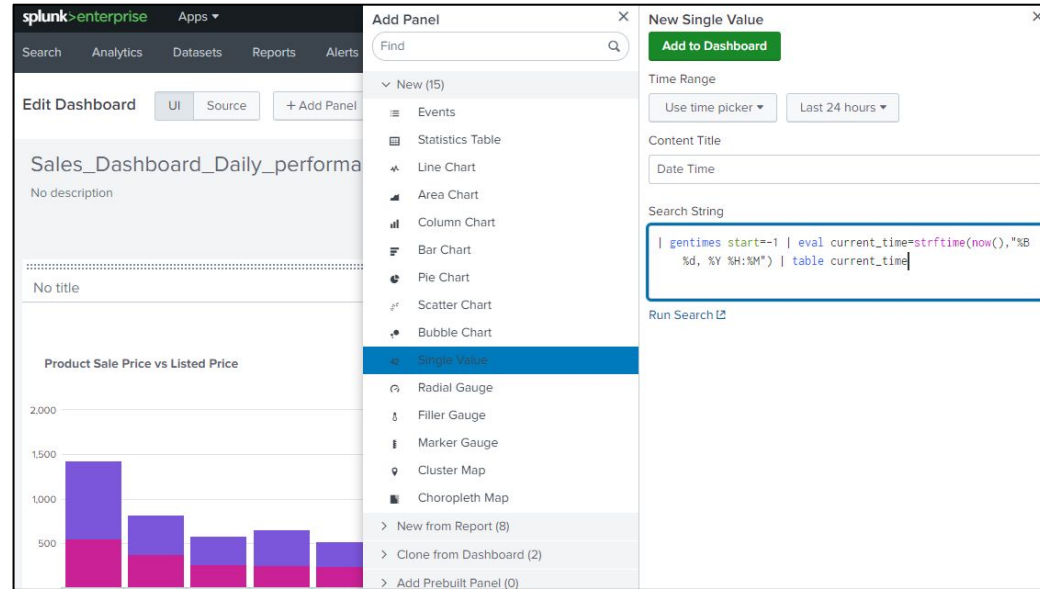 splunk>enterprise Apps
Search Analytics Datasets Reports Alerts
Edit Dashboard UI Source + Add Panel
Sales_Dashboard_Daily_performa
No description
No title
Product Sale Price vs Listed Price
2,000
1,500
1,000
500
Add Panel
Find
New (15)
Events
Statistics Table
Line Chart
Area Chart
Column Chart
Bar Chart
Pie Chart
Scatter Chart
Bubble Chart
42 Single Value
Radial Gauge
Filler Gauge
Marker Gauge
Cluster Map
Choropleth Map
> New from Report (8)
> Clone from Dashboard (2)
> Add Prebuilt Panel (0)
New Single Value
Add to Dashboard
Time Range
Use time picker Last 24 hours
Content Title
Date Time
Search String
| gentimes start=-1 | eval current_time=strftime(now(),"%B
%d, %Y %H:%M") | table current_time
Run Search